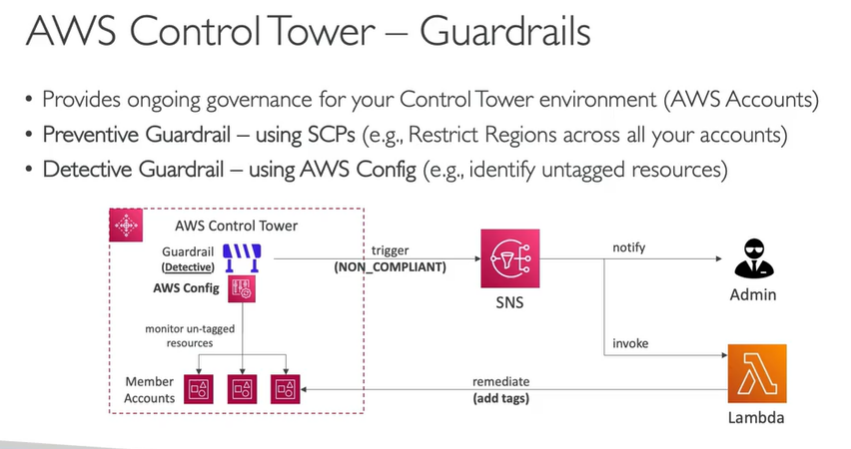 AWS Control Tower – Guardrails
• Provides ongoing governance for your Control Tower environment (AWS Accounts)
• Preventive Guardrail – using SCPs (e.g., Restrict Regions across all your accounts)
• Detective Guardrail – using AWS Config (e.g., identify untagged resources)
AWS Control Tower
Guardrail
(Detective)
AWS Config
trigger
(NON_COMPLIANT)
SNS
notify
Admin
monitor un-tagged
resources
invoke
Member
Accounts
remediate
(add tags)
Lambda